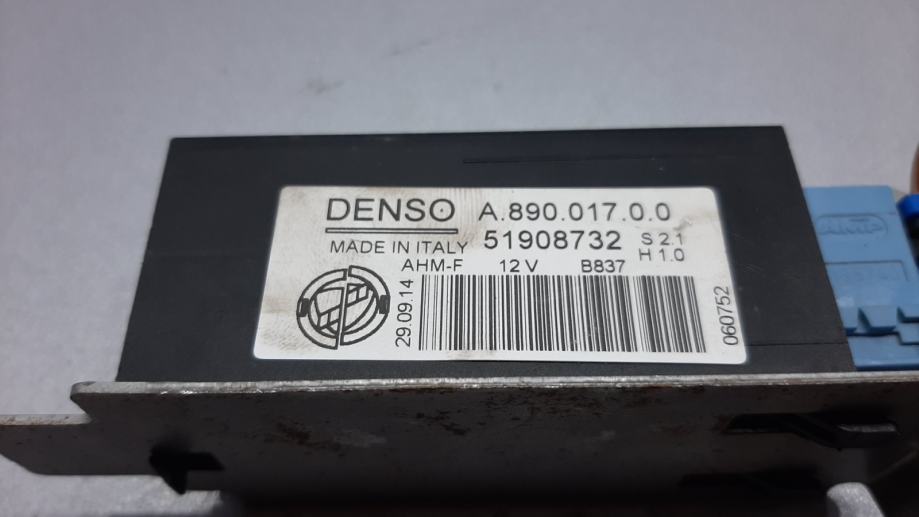 DENSO A.890.017.0.0
MADE IN ITALY 51908732 S 2.1
H 1.0
AHM-F 12 V B837
29.09.14
060752
AMP